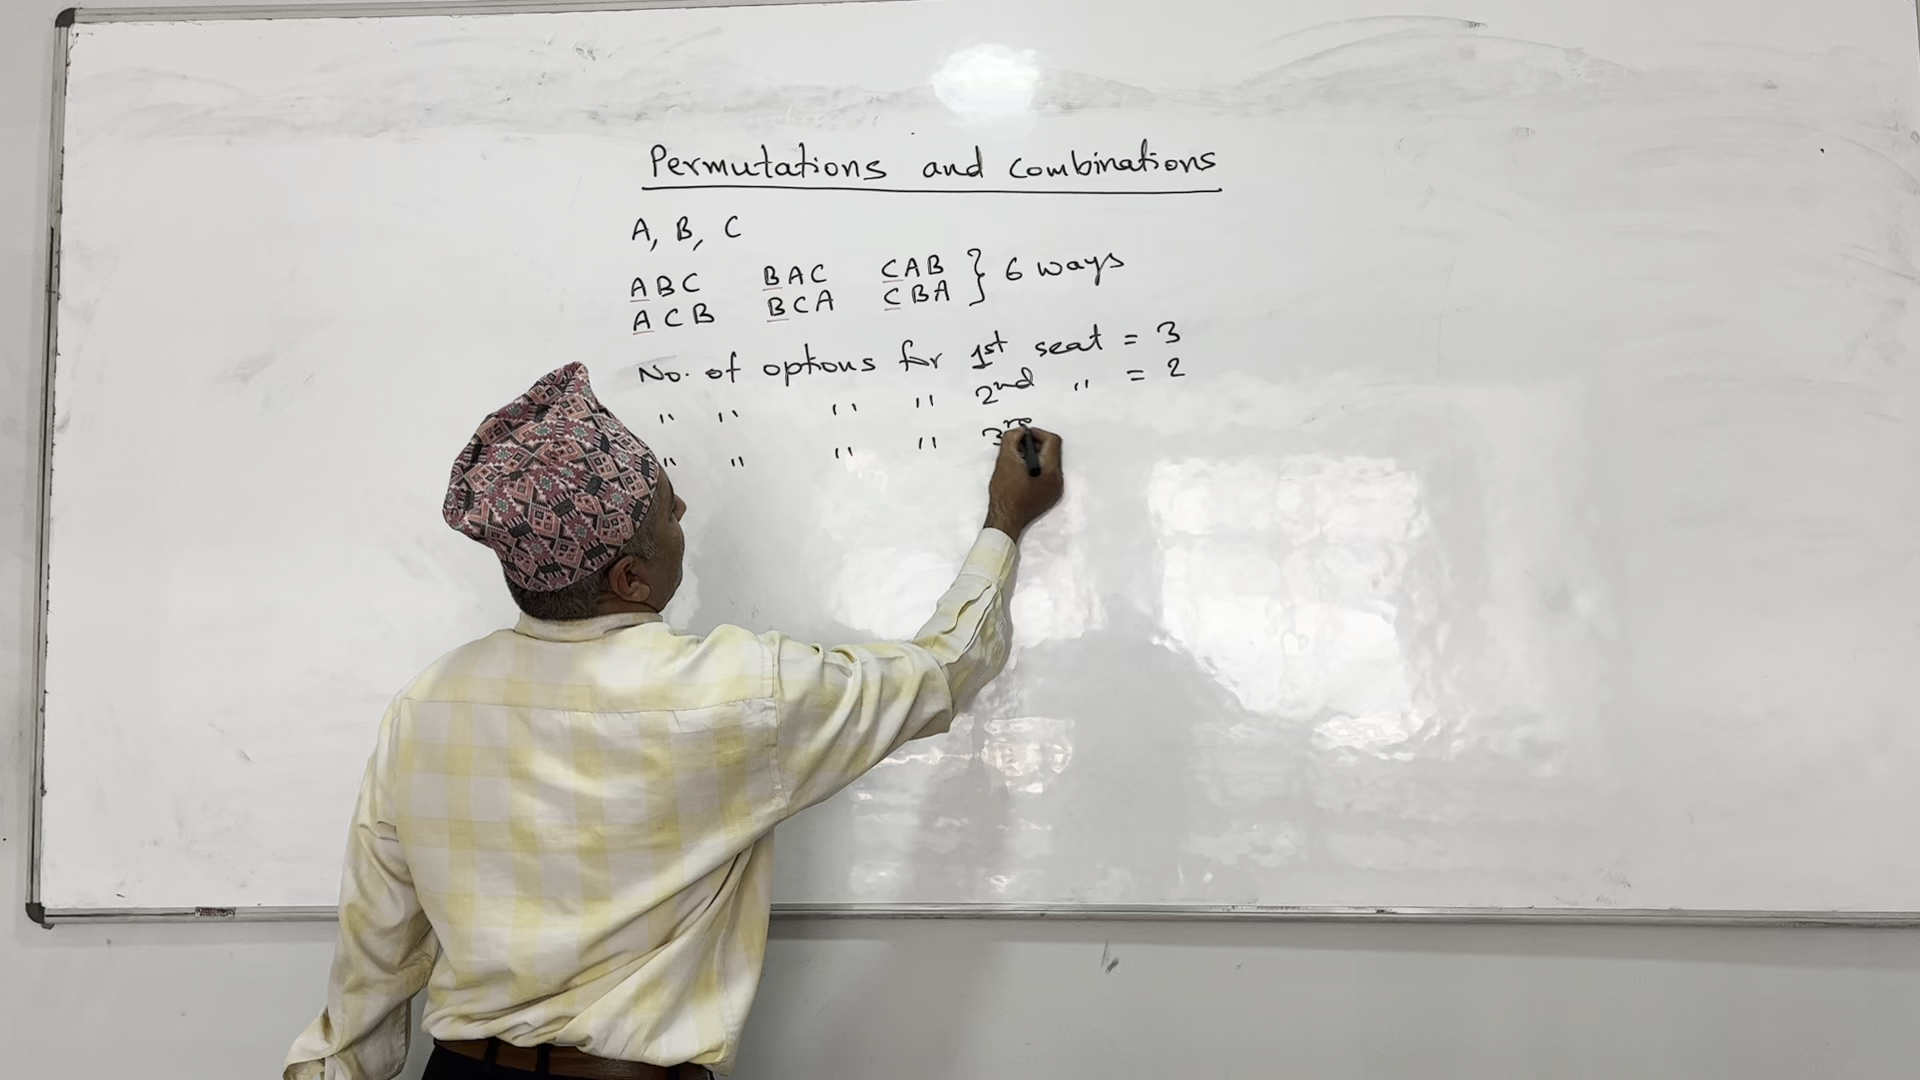 Permutations and Combinations
A, B, C
ABC BAC CAB } 6 ways
ACB BCA CBA
No. of options for 1st seat = 3
" " " " 2nd " = 2
" " " " 3r